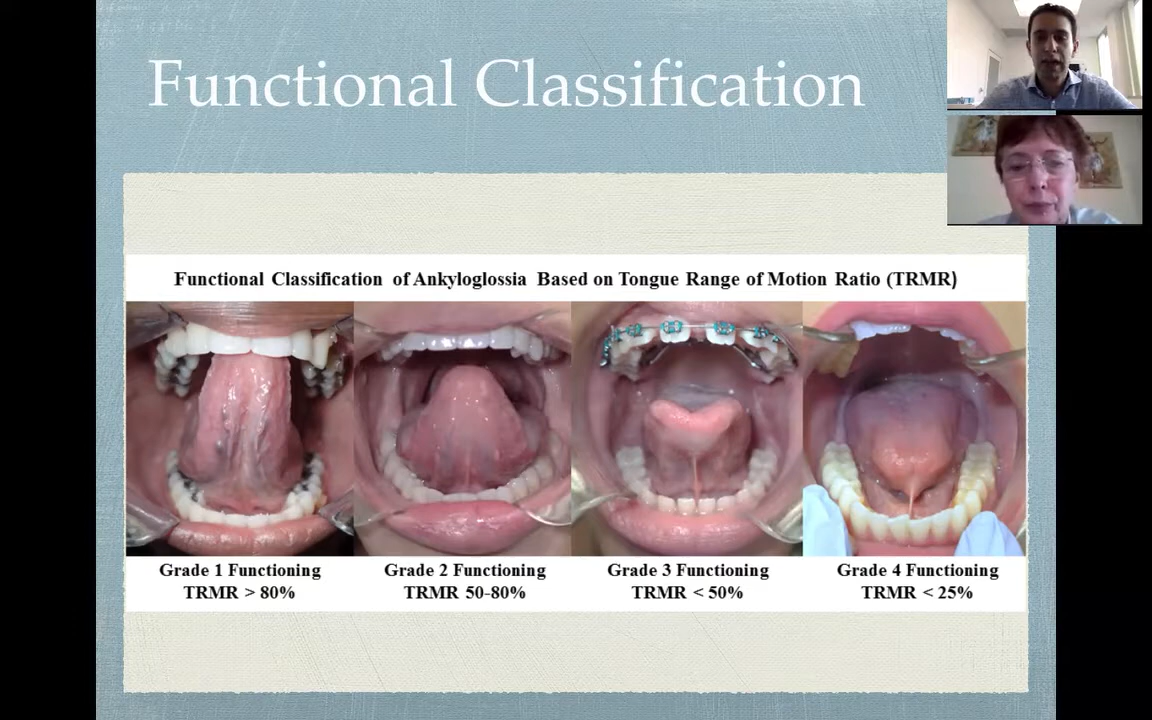 Functional Classification
Functional Classification of Ankyloglossia Based on Tongue Range of Motion Ratio (TRMR)
Grade 1 Functioning
TRMR > 80%
Grade 2 Functioning
TRMR 50-80%
Grade 3 Functioning
TRMR < 50%
Grade 4 Functioning
TRMR < 25%